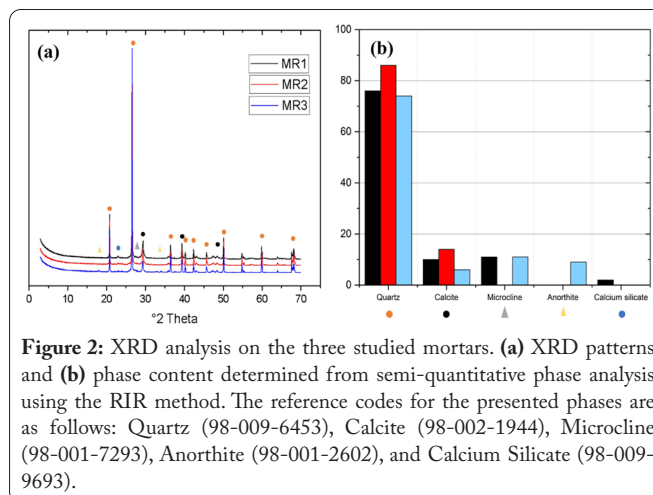 (a)
MR1
MR2
MR3
0 10 20 30 40 50 60 70
°2 Theta
(b)
100
80
60
40
20
0
Quartz Calcite Microcline Anorthite Calcium silicate
Figure 2: XRD analysis on the three studied mortars. (a) XRD patterns
and (b) phase content determined from semi-quantitative phase analysis
using the RIR method. The reference codes for the presented phases are
as follows: Quartz (98-009-6453), Calcite (98-002-1944), Microcline
(98-001-7293), Anorthite (98-001-2602), and Calcium Silicate (98-009-
9693).